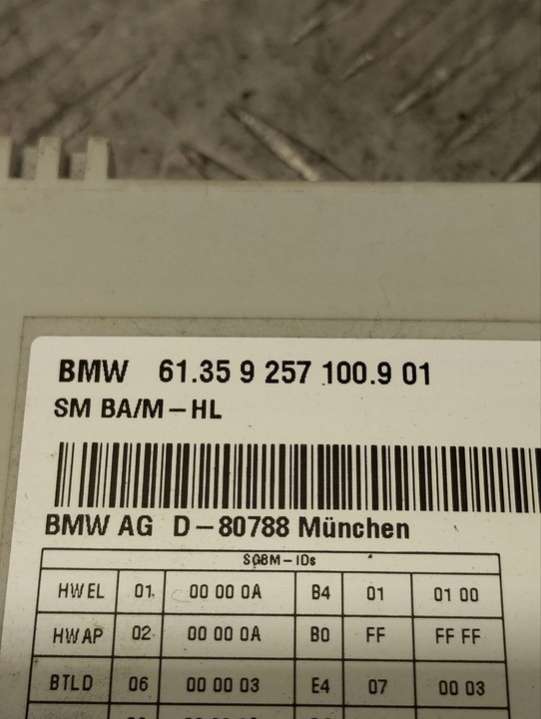 BMW 61.35 9 257 100.9 01
SM BA/M-HL
BMW AG D-80788 München
SGBM-IDs
HWEL 01 00 00 0A B4 01 01 00
HWAP 02 00 00 0A B0 FF FF FF
BTLD 06 00 00 03 E4 07 00 03